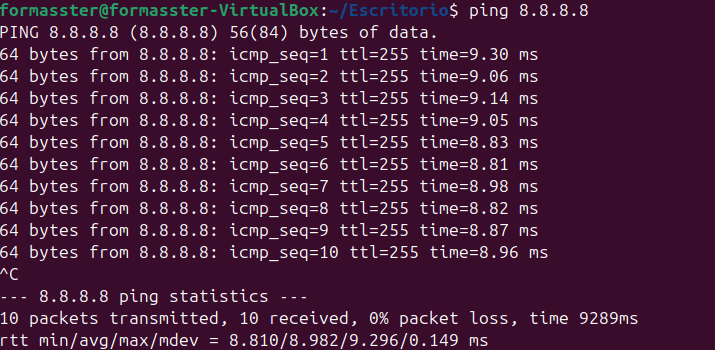 formasster@formasster-VirtualBox:~/Escritorio$ ping 8.8.8.8
PING 8.8.8.8 (8.8.8.8) 56(84) bytes of data.
64 bytes from 8.8.8.8: icmp_seq=1 ttl=255 time=9.30 ms
64 bytes from 8.8.8.8: icmp_seq=2 ttl=255 time=9.06 ms
64 bytes from 8.8.8.8: icmp_seq=3 ttl=255 time=9.14 ms
64 bytes from 8.8.8.8: icmp_seq=4 ttl=255 time=9.05 ms
64 bytes from 8.8.8.8: icmp_seq=5 ttl=255 time=8.83 ms
64 bytes from 8.8.8.8: icmp_seq=6 ttl=255 time=8.81 ms
64 bytes from 8.8.8.8: icmp_seq=7 ttl=255 time=8.98 ms
64 bytes from 8.8.8.8: icmp_seq=8 ttl=255 time=8.82 ms
64 bytes from 8.8.8.8: icmp_seq=9 ttl=255 time=8.87 ms
64 bytes from 8.8.8.8: icmp_seq=10 ttl=255 time=8.96 ms
^C
--- 8.8.8.8 ping statistics ---
10 packets transmitted, 10 received, 0% packet loss, time 9289ms
rtt min/avg/max/mdev = 8.810/8.982/9.296/0.149 ms